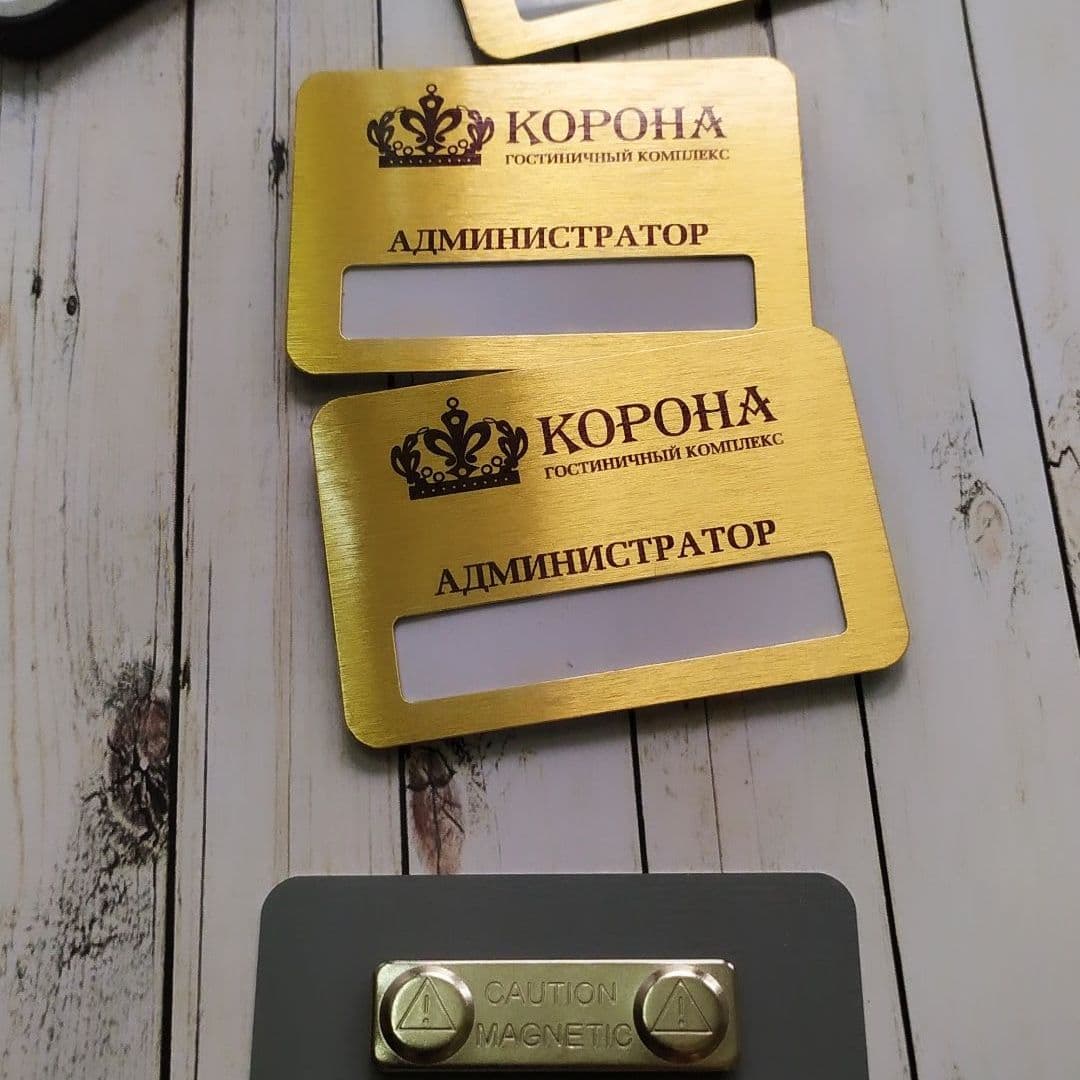 КОРОНА
ГОСТИНИЧНЫЙ КОМПЛЕКС
АДМИНИСТРАТОР
КОРОНА
ГОСТИНИЧНЫЙ КОМПЛЕКС
АДМИНИСТРАТОР
CAUTION
MAGNETIC